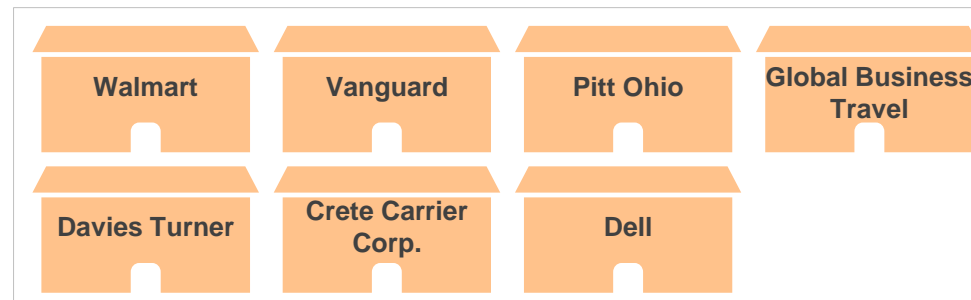 Walmart
Vanguard
Pitt Ohio
Global Business
Travel
Davies Turner
Crete Carrier
Corp.
Dell